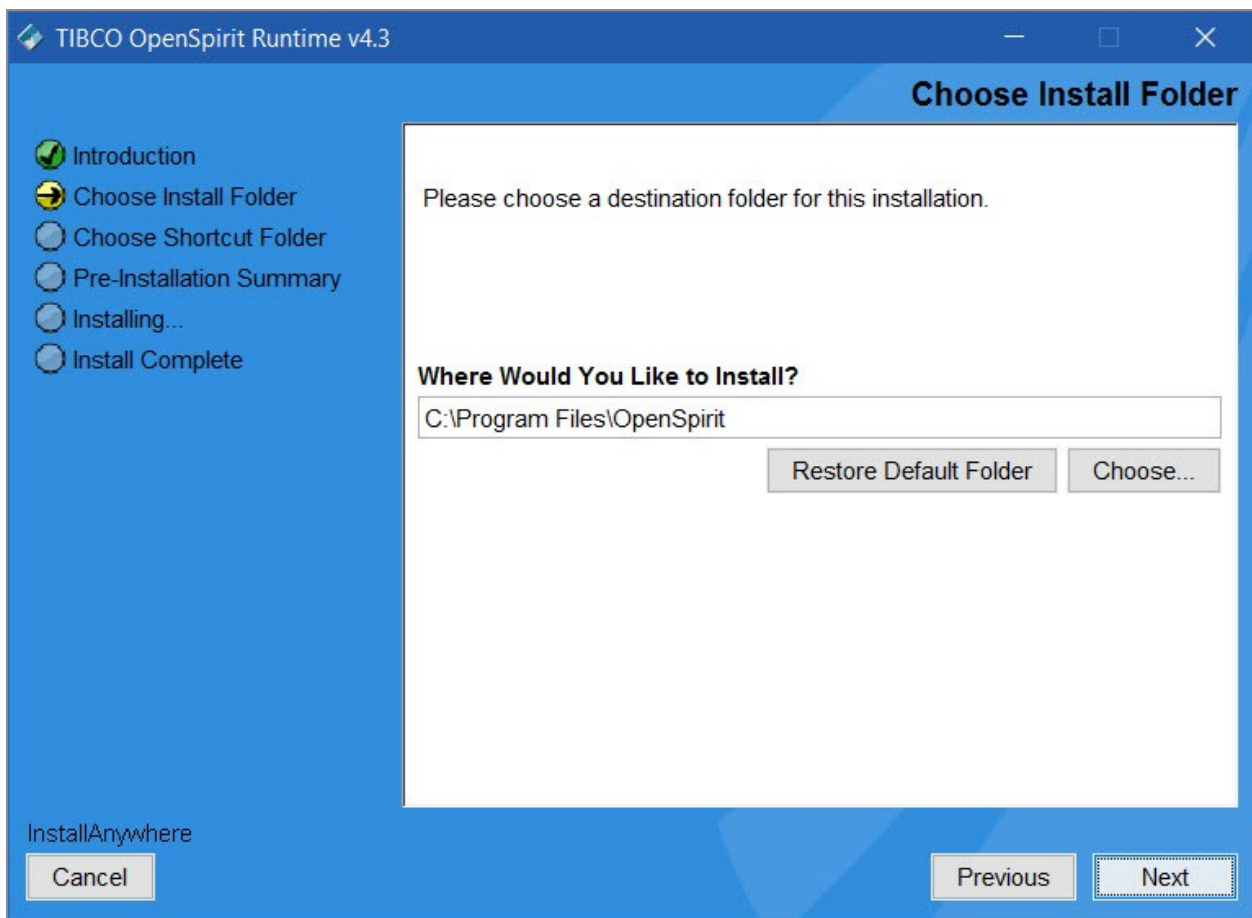 TIBCO OpenSpirit Runtime v4.3
Choose Install Folder
Introduction
Choose Install Folder
Choose Shortcut Folder
Pre-Installation Summary
Installing...
Install Complete
Please choose a destination folder for this installation.
Where Would You Like to Install?
C:\Program Files\OpenSpirit
Restore Default Folder
Choose...
InstallAnywhere
Cancel
Previous
Next